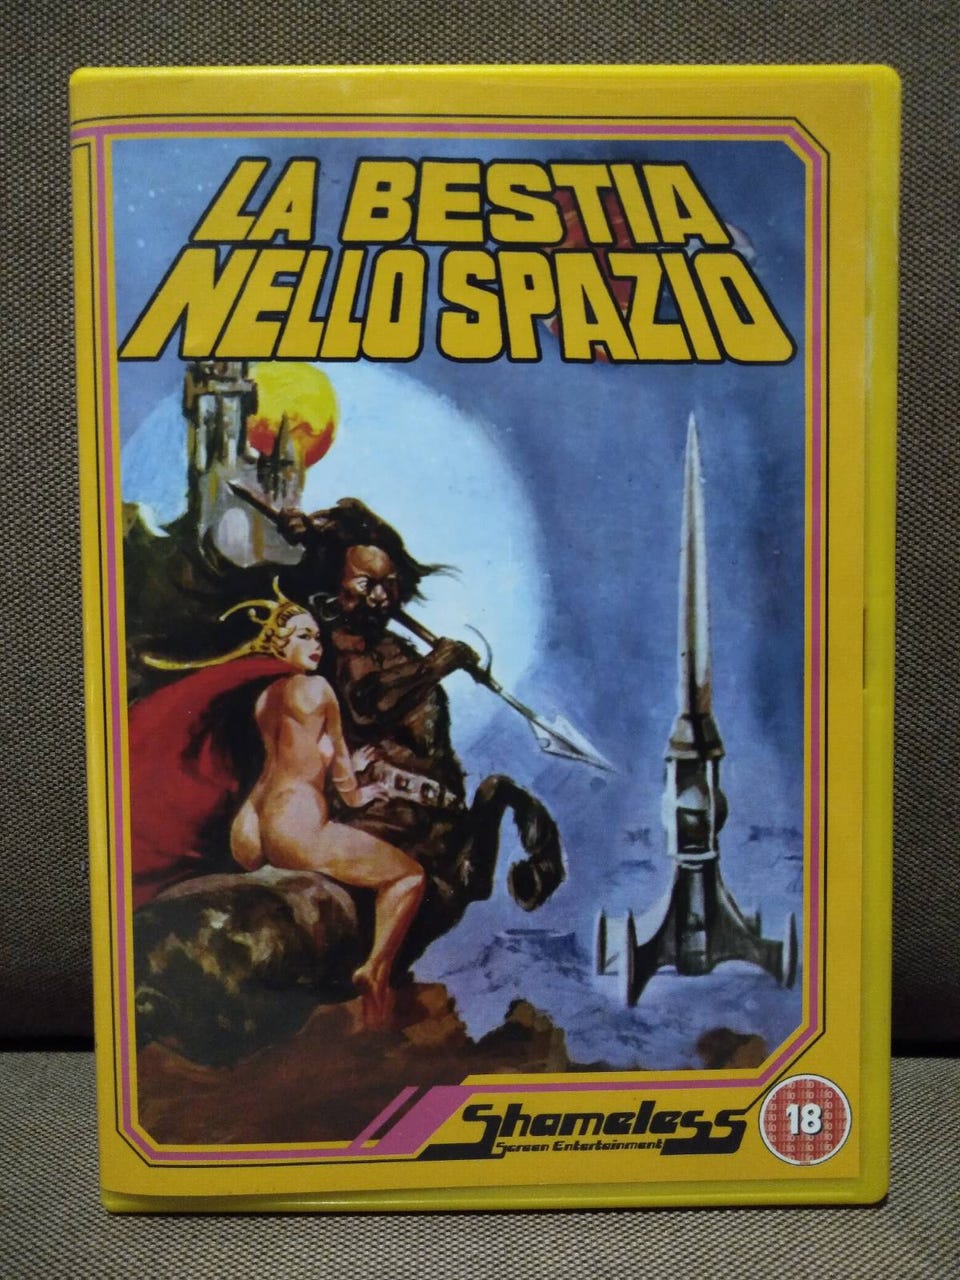 LA BESTIA
NELLO SPAZIO
Shameless
Screen Entertainment
18